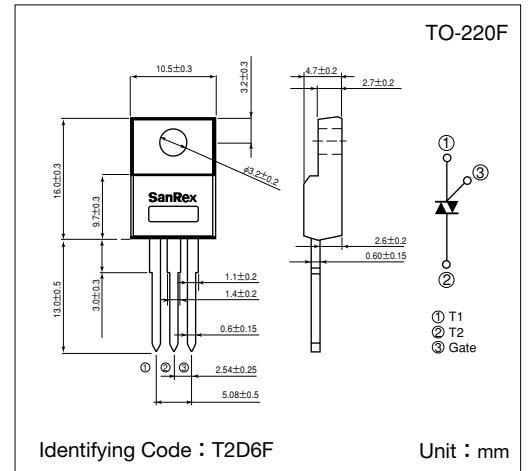 TO-220F
10.5±0.3
3.2±0.3
4.7±0.2
2.7±0.2
16.0±0.3
9.7±0.3
φ3.2±0.2
SanRex
① 
③
②
13.0±0.5
3.0±0.3
1.1±0.2
1.4±0.2
0.6±0.15
2.54±0.25
5.08±0.5
① ② ③
2.6±0.2
0.60±0.15
① T1
② T2
③ Gate
Identifying Code：T2D6F
Unit：mm